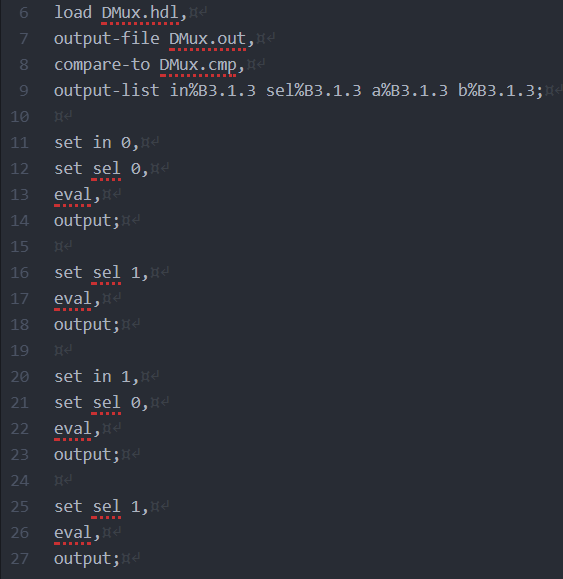 6 load DMux.hdl,¤↵
7 output-file DMux.out,¤↵
8 compare-to DMux.cmp,¤↵
9 output-list in%B3.1.3 sel%B3.1.3 a%B3.1.3 b%B3.1.3;¤↵
10 ¤↵
11 set in 0,¤↵
12 set sel 0,¤↵
13 eval,¤↵
14 output;¤↵
15 ¤↵
16 set sel 1,¤↵
17 eval,¤↵
18 output;¤↵
19 ¤↵
20 set in 1,¤↵
21 set sel 0,¤↵
22 eval,¤↵
23 output;¤↵
24 ¤↵
25 set sel 1,¤↵
26 eval,¤↵
27 output;¤↵